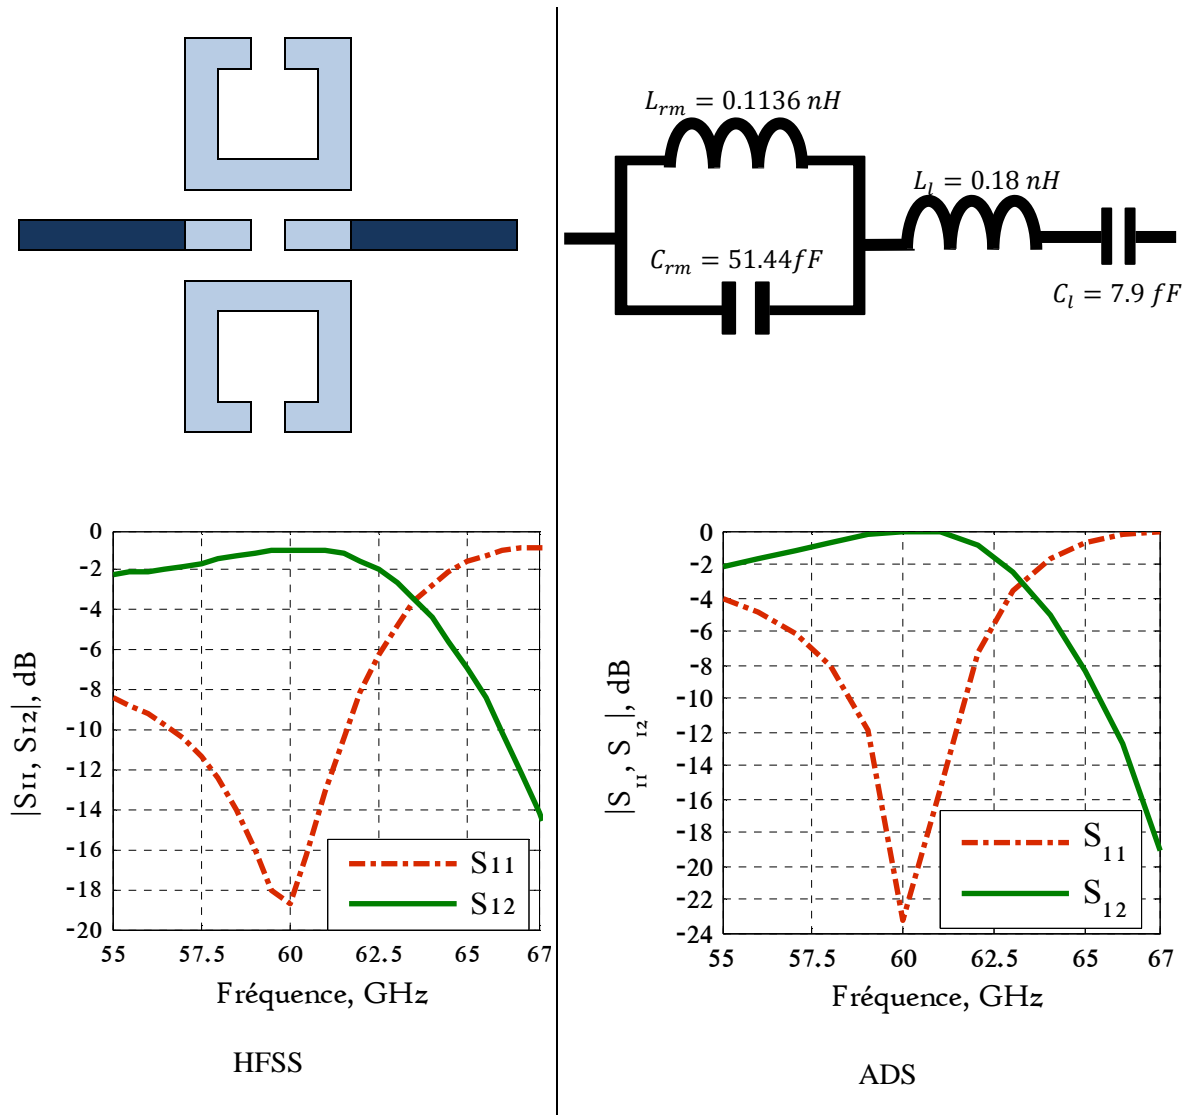 L_rm = 0.1136 nH
L_l = 0.18 nH
C_rm = 51.44fF
C_l = 7.9 fF
|S11, S12|, dB
0
-2
-4
-6
-8
-10
-12
-14
-16
-18
-20
S11
S12
55 57.5 60 62.5 65 67
Fréquence, GHz
HFSS
|S11, S12|, dB
0
-2
-4
-6
-8
-10
-12
-14
-16
-18
-20
-22
-24
S11
S12
55 57.5 60 62.5 65 67
Fréquence, GHz
ADS